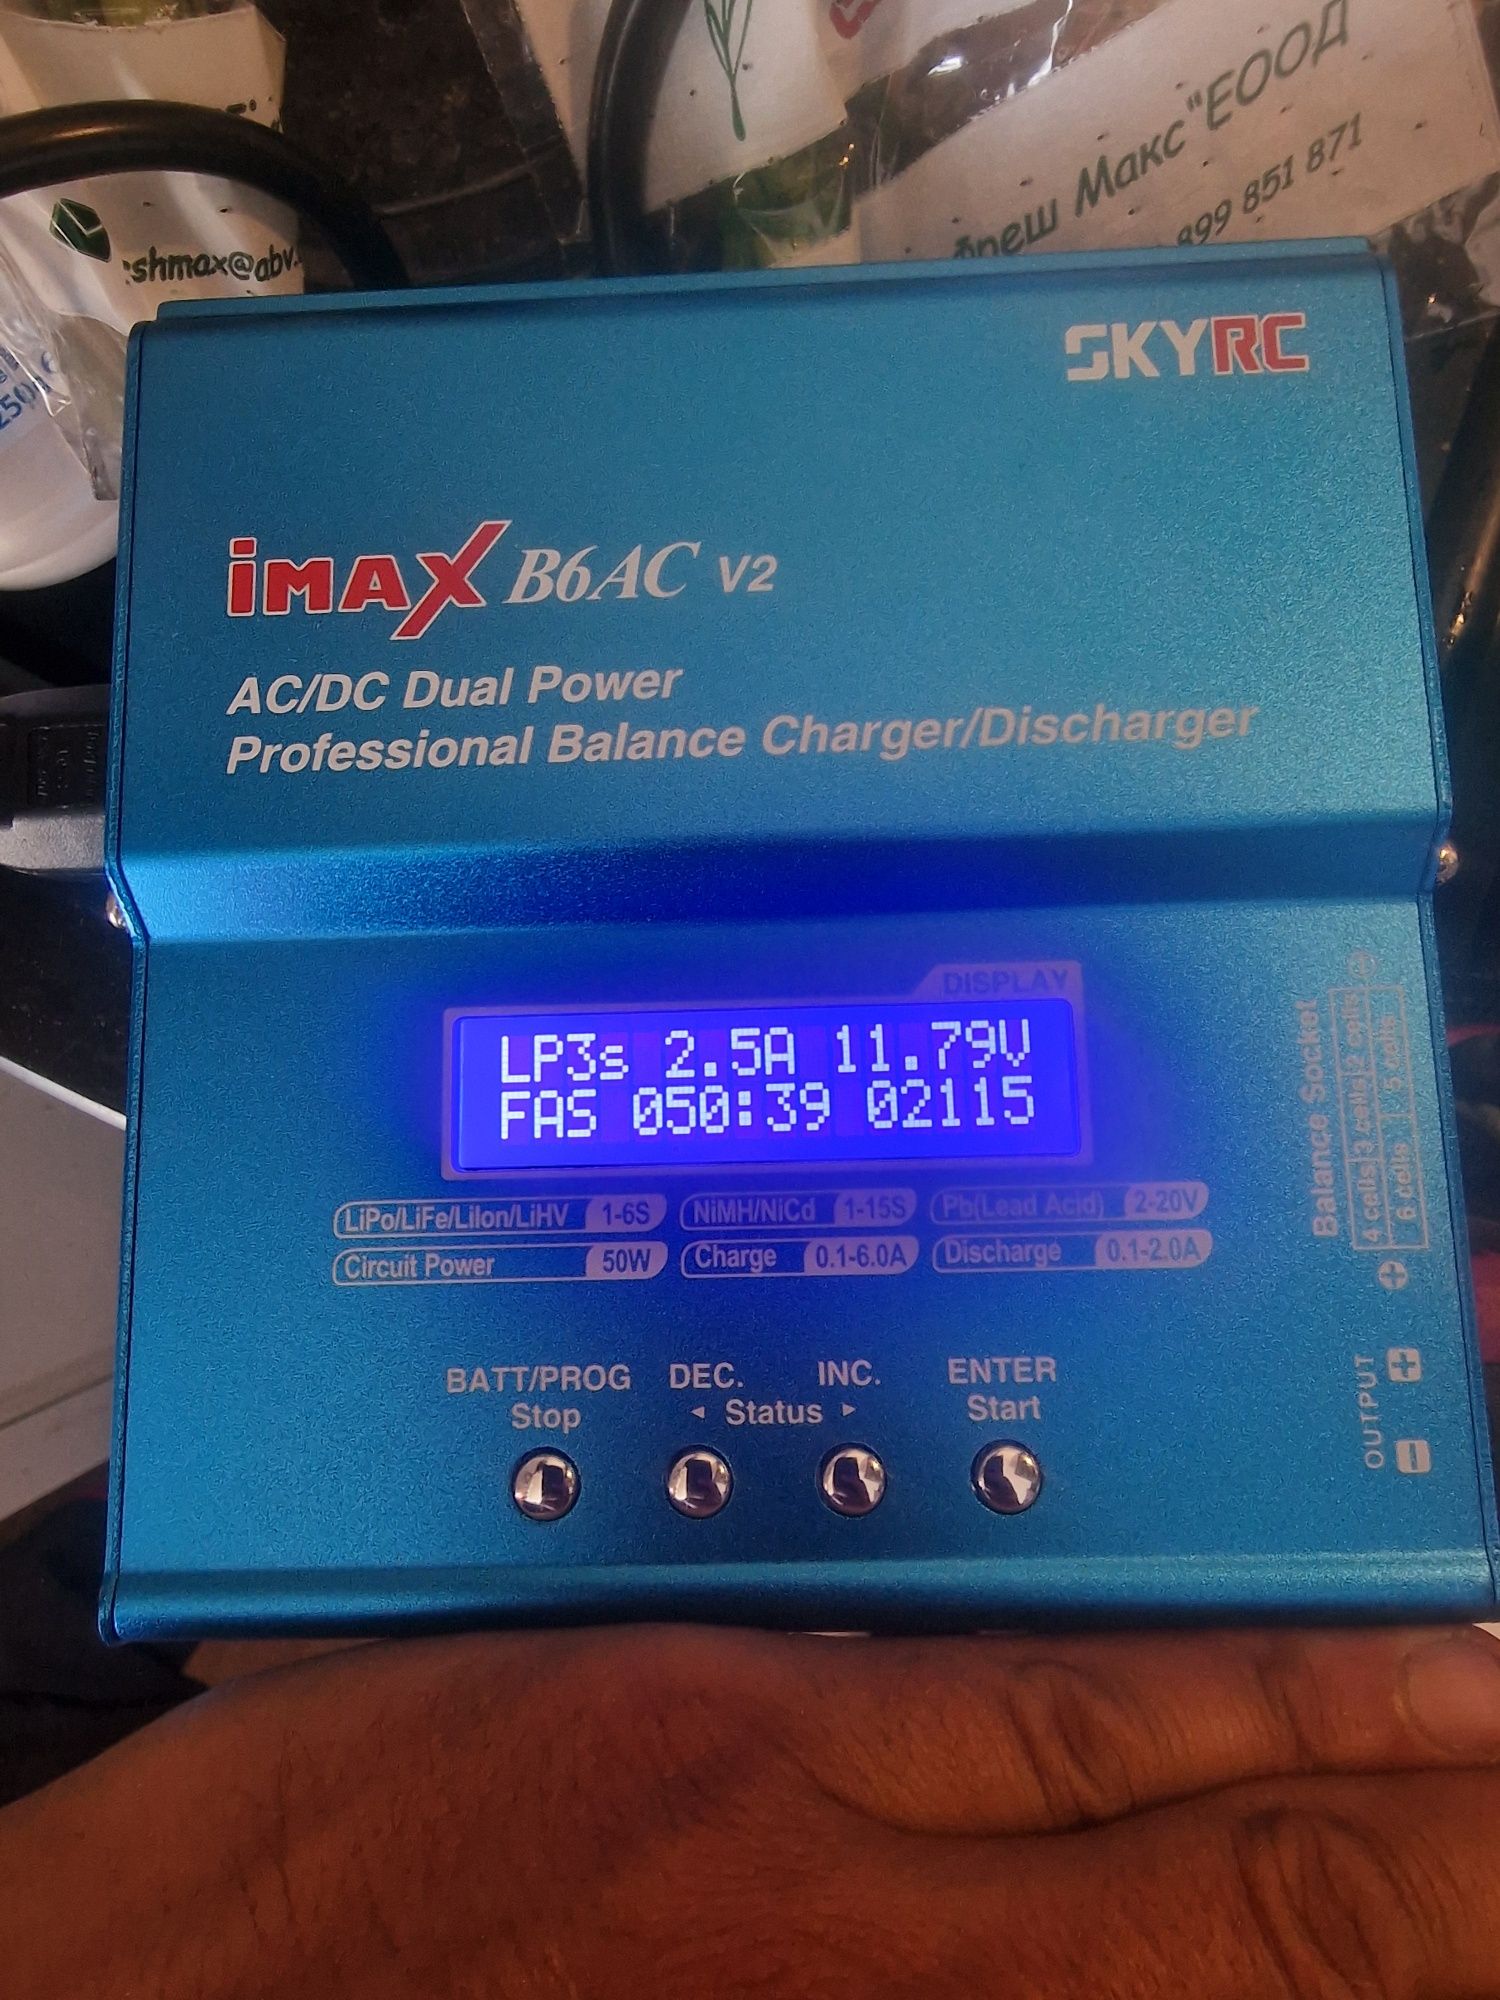 Макс"ЕООД
899 851 871
shmax@abv.
SKYRC
iMAX B6AC V2
AC/DC Dual Power
Professional Balance Charger/Discharger
DISPLAY
LP3s 2.5A 11.79V
FAS 050:39 02115
LiPo/LiFe/LiIon/LiHV 1-6S NiMH/NiCd 1-15S Pb(Lead Acid) 2-20V
Circuit Power 50W Charge 0.1-6.0A Discharge 0.1-2.0A
BATT/PROG DEC. INC. ENTER
Stop ◄ Status ► Start
Balance Socket
4 cells 3 cells 2 cells
6 cells 5 cells
OUTPUT